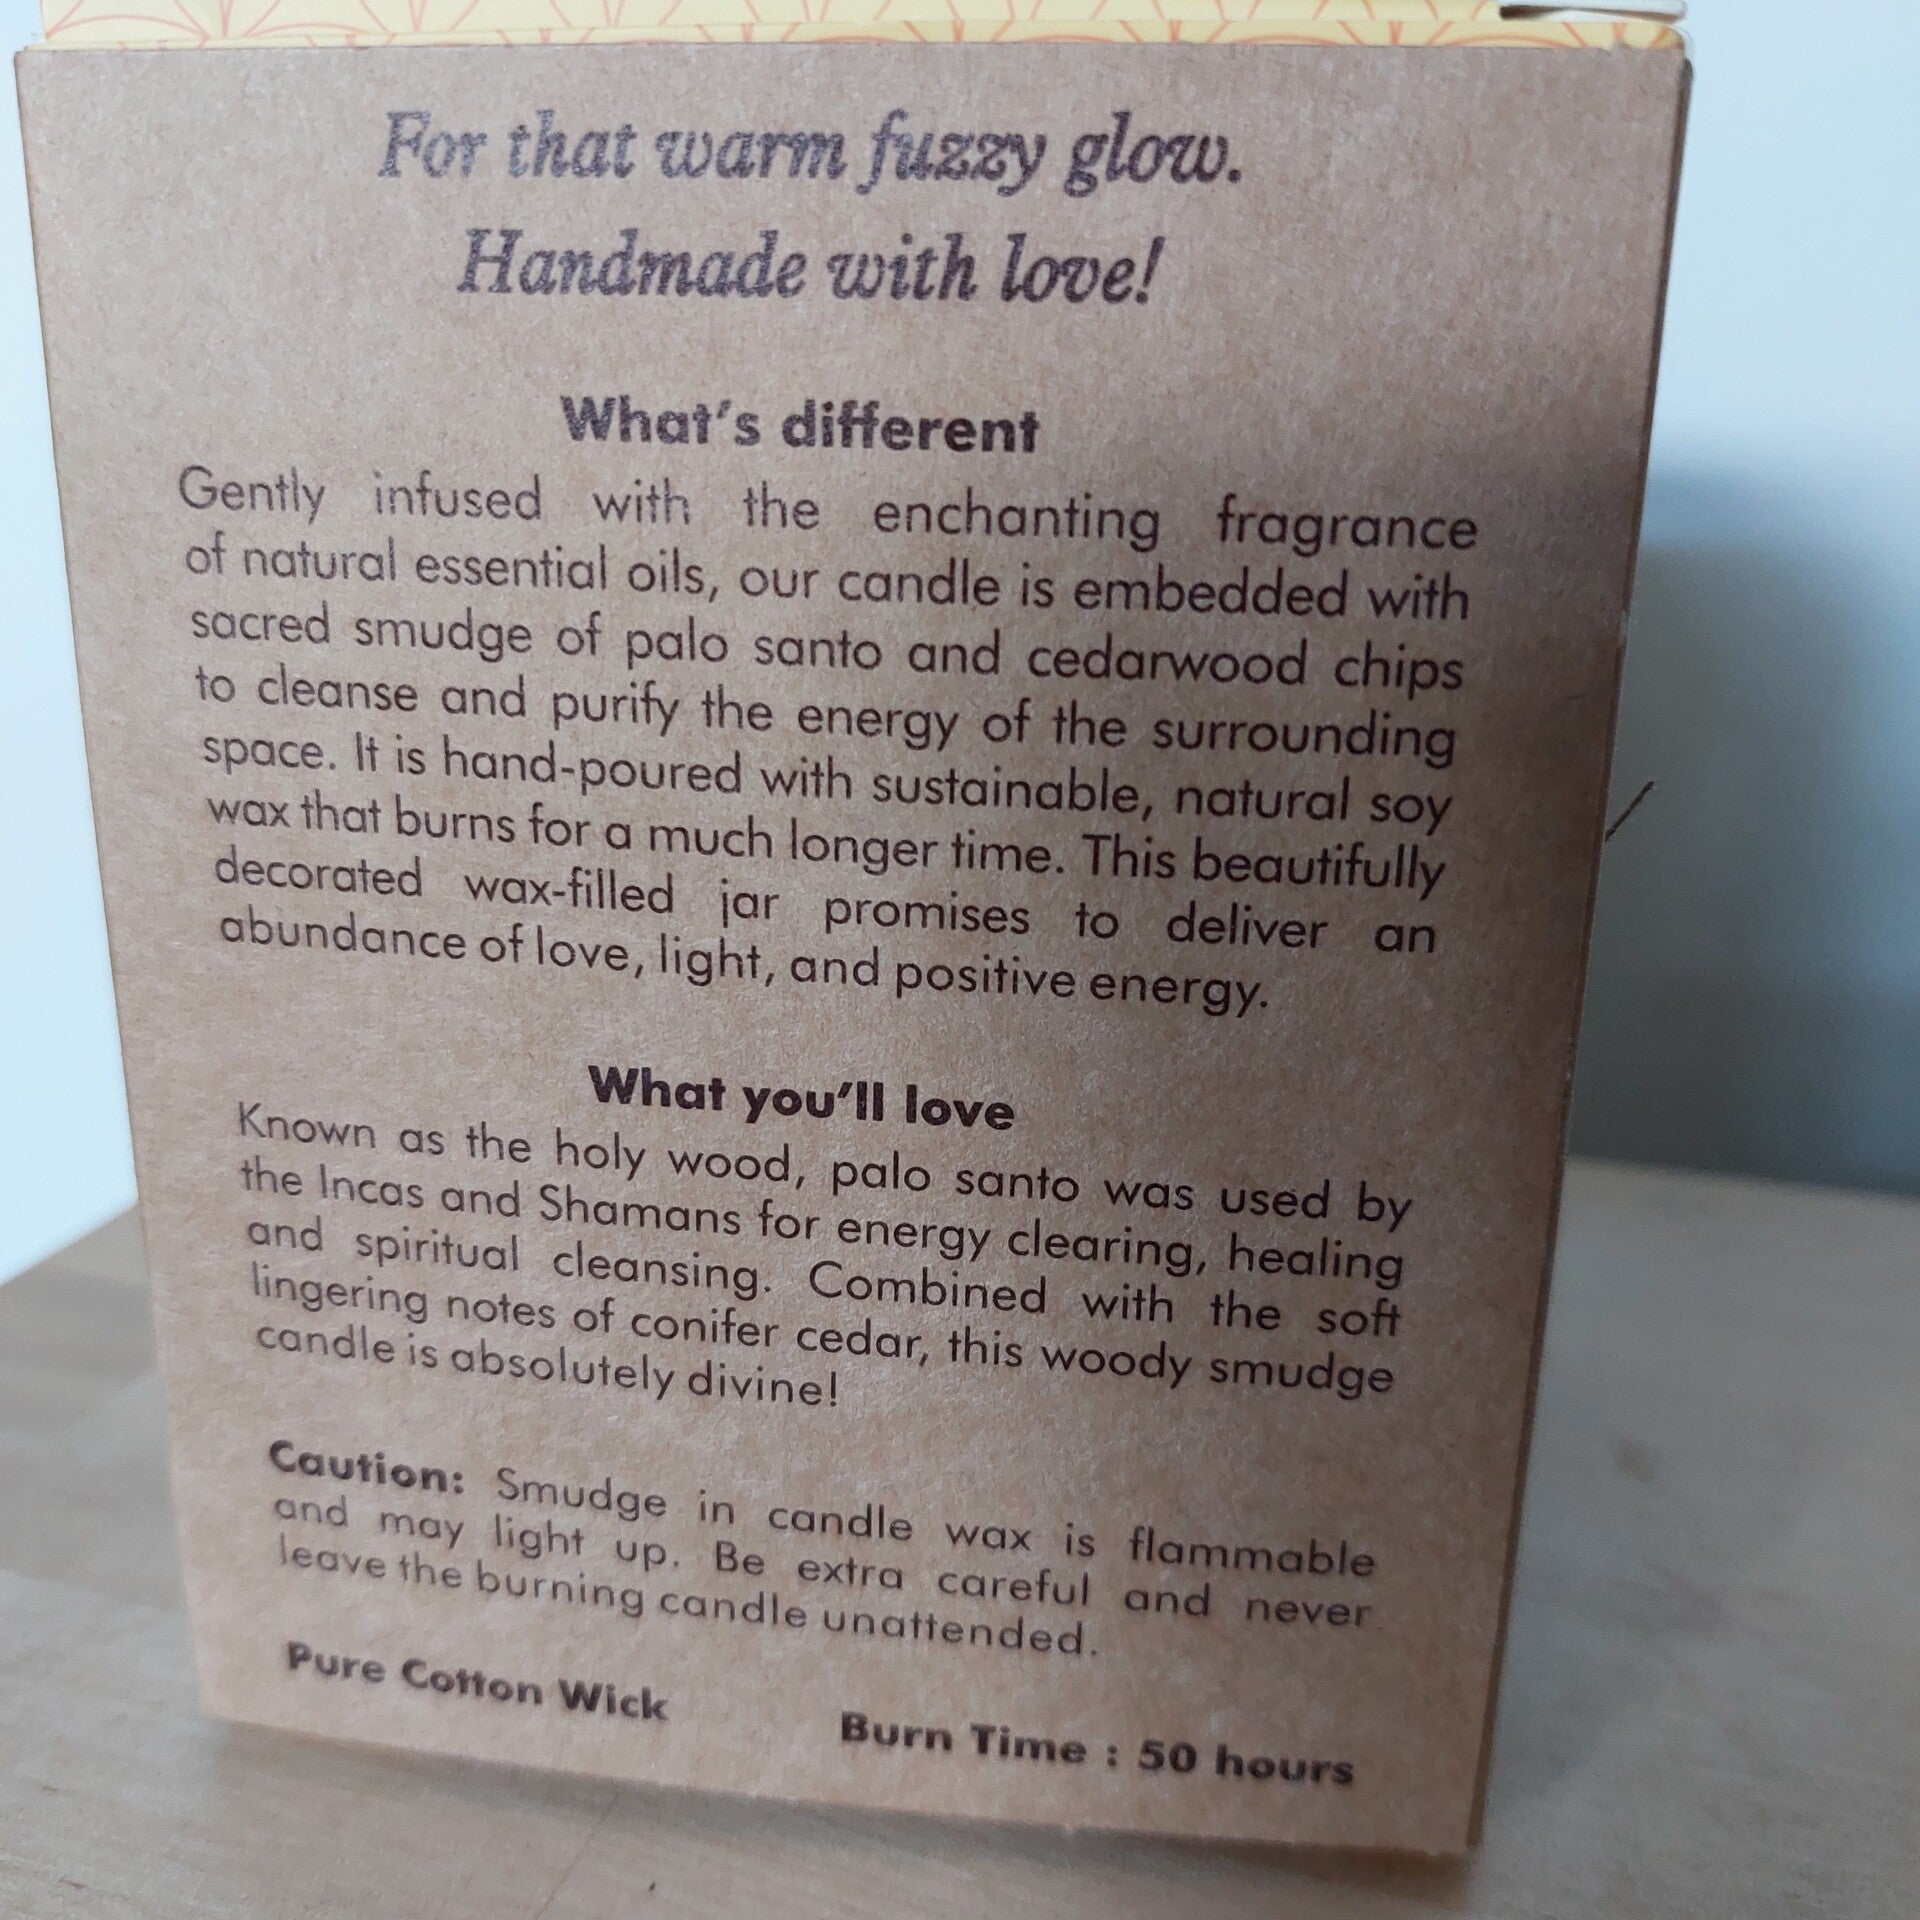 For that warm fuzzy glow.
Handmade with love!
What's different
Gently infused with the enchanting fragrance
of natural essential oils, our candle is embedded with
sacred smudge of palo santo and cedarwood chips
to cleanse and purify the energy of the surrounding
space. It is hand-poured with sustainable, natural soy
wax that burns for a much longer time. This beautifully
decorated wax-filled jar promises to deliver an
abundance of love, light, and positive energy.
What you'll love
Known as the holy wood, palo santo was used by
the Incas and Shamans for energy clearing, healing
and spiritual cleansing. Combined with the soft
lingering notes of conifer cedar, this woody smudge
candle is absolutely divine!
Caution: Smudge in candle wax is flammable
and may light up. Be extra careful and never
leave the burning candle unattended.
Pure Cotton Wick
Burn Time : 50 hours